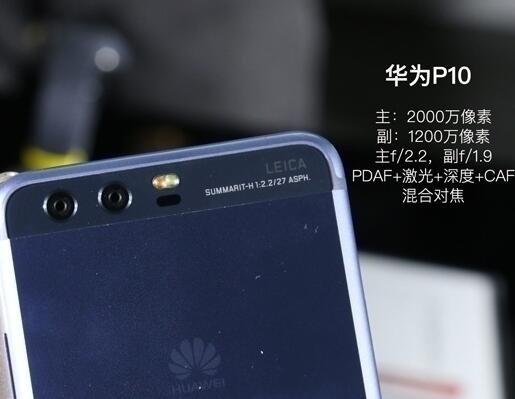 华为P10
主：2000万像素
副：1200万像素
主f/2.2，副f/1.9
PDAF+激光+深度+CAF
混合对焦
LEICA
SUMMARIT-H 1:2.2/27 ASPH.
HUAWEI